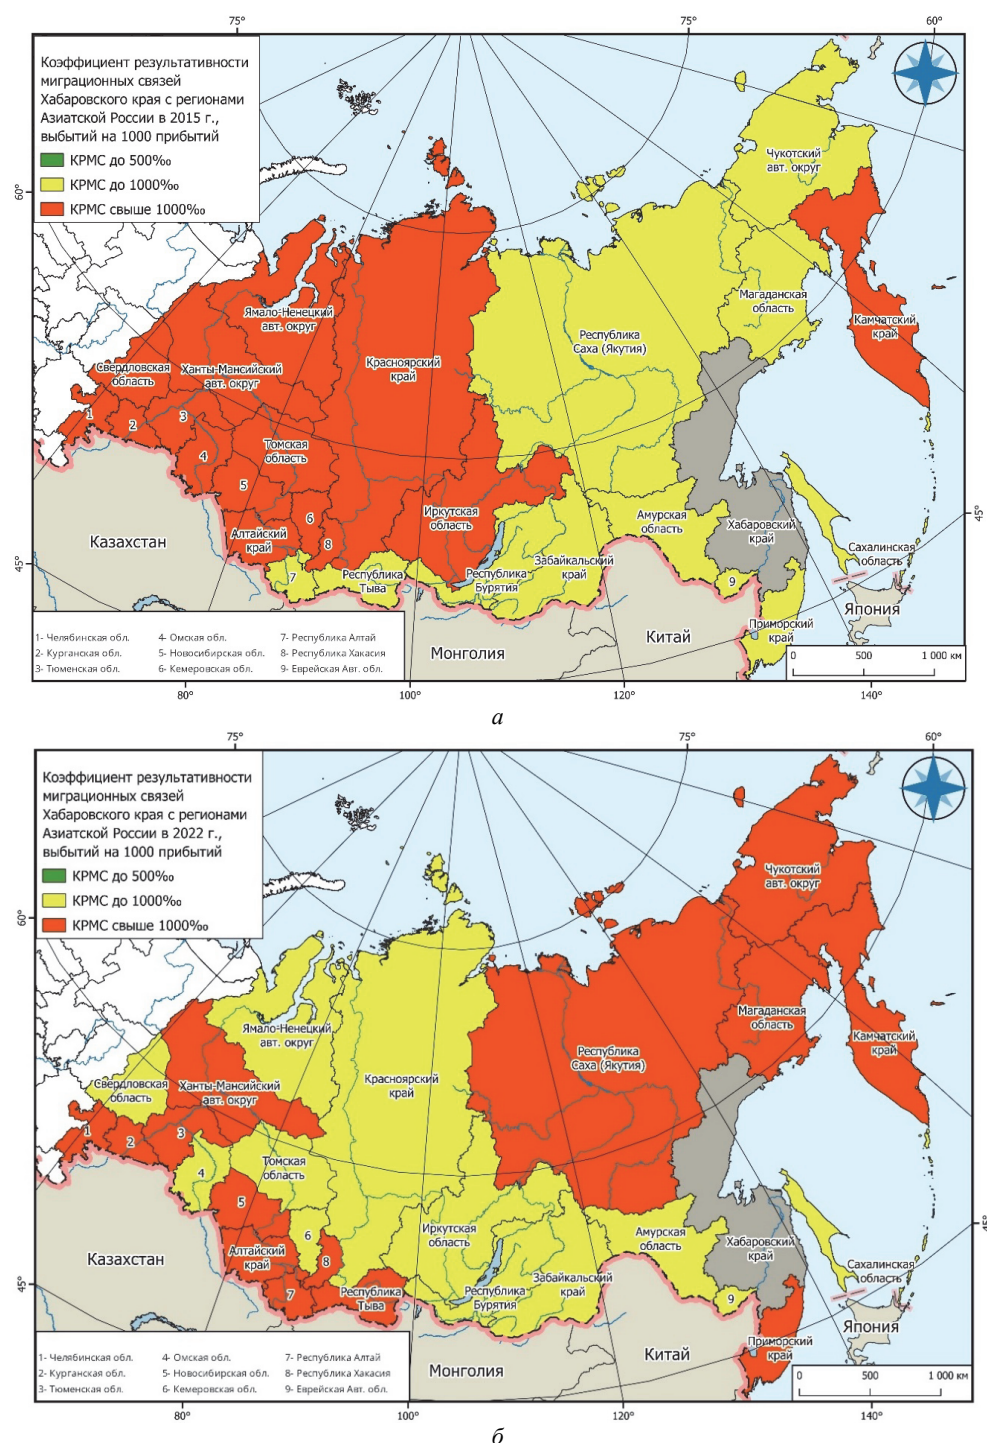 75°
75°
60°
Коэффициент результативности
миграционных связей
Хабаровского края с регионами
Азиатской России в 2015 г.,
выбытий на 1000 прибытий
КРМС до 500‰
КРМС до 1000‰
КРМС свыше 1000‰
60°
Чукотский
авт. округ
Магаданская
область
Ямало-Ненецкий
авт. округ
Камчатский
край
Республика
Саха (Якутия)
Красноярский
край
Свердловская
область
Ханты-Мансийский
авт. округ
1
2
3
Томская
область
4
5
6
Иркутская
область
Амурская
область
Хабаровский
край
45°
Алтайский
край
8
Казахстан
Сахалинская
область
Забайкальский
край
45°
7
Республика
Тыва
Республика
Бурятия
9
Япония
Приморский
край
Китай
Монголия
1- Челябинская обл.
4- Омская обл.
7- Республика Алтай
2- Курганская обл.
5- Новосибирская обл.
8- Республика Хакасия
3- Тюменская обл.
6- Кемеровская обл.
9- Еврейская Авт. обл.
0
500
1 000 км
80°
100°
120°
140°
а
75°
75°
60°
Коэффициент результативности
миграционных связей
Хабаровского края с регионами
Азиатской России в 2022 г.,
выбытий на 1000 прибытий
КРМС до 500‰
КРМС до 1000‰
КРМС свыше 1000‰
60°
Чукотский
авт. округ
Магаданская
область
Ямало-Ненецкий
авт. округ
Камчатский
край
Республика
Саха (Якутия)
Красноярский
край
Свердловская
область
Ханты-Мансийский
авт. округ
1
2
3
Томская
область
4
5
6
Иркутская
область
Амурская
область
Хабаровский
край
45°
Алтайский
край
8
Казахстан
Сахалинская
область
Забайкальский
край
45°
7
Республика
Тыва
Республика
Бурятия
9
Япония
Приморский
край
Китай
Монголия
1- Челябинская обл.
4- Омская обл.
7- Республика Алтай
2- Курганская обл.
5- Новосибирская обл.
8- Республика Хакасия
3- Тюменская обл.
6- Кемеровская обл.
9- Еврейская Авт. обл.
0
500
1 000 км
80°
100°
120°
140°
б